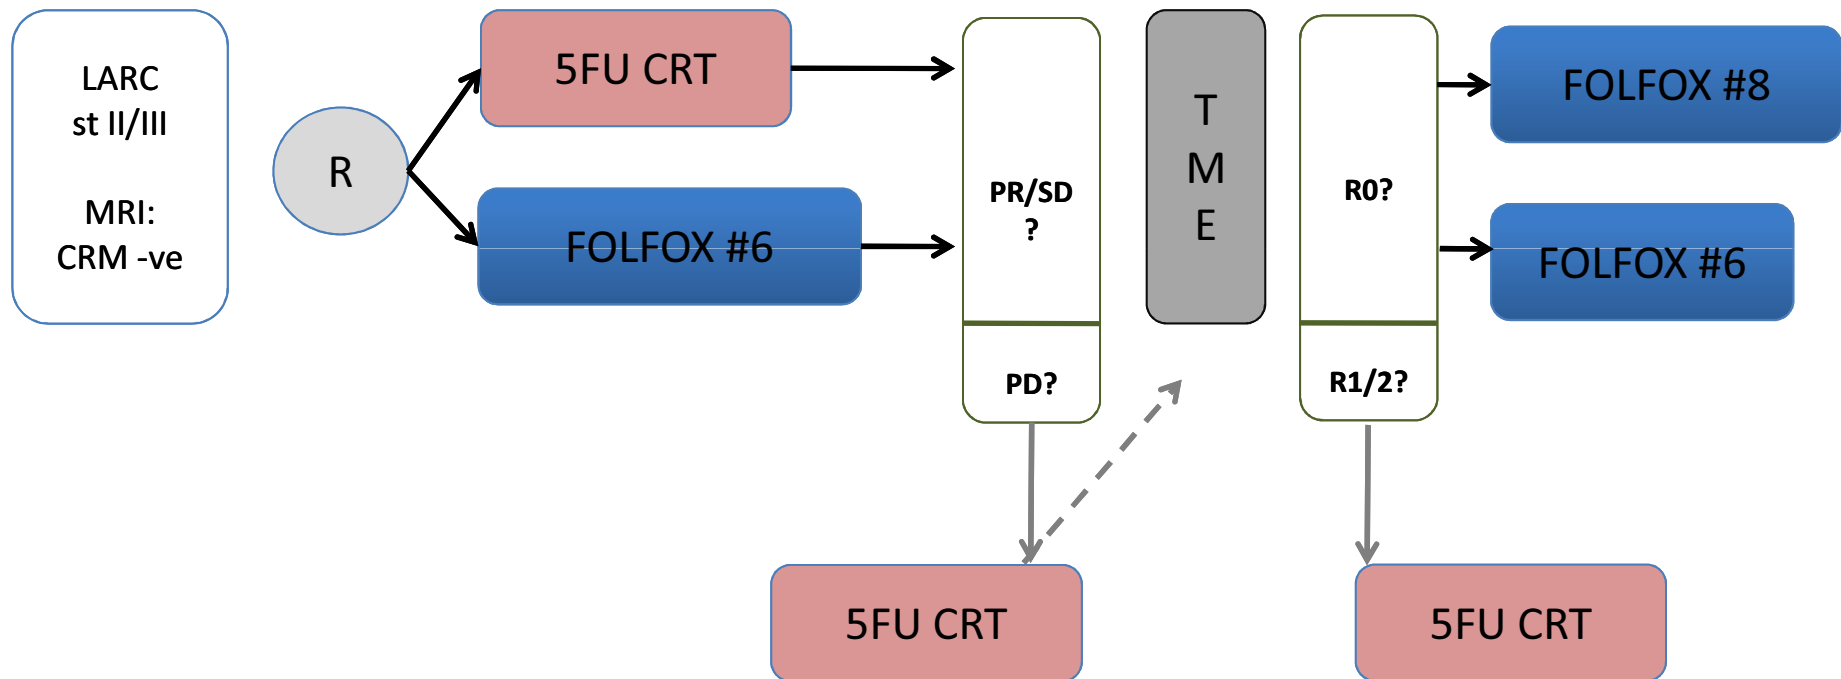 LARC
st II/III
MRI:
CRM -ve
R
5FU CRT
FOLFOX #6
PR/SD
?
PD?
T
M
E
R0?
R1/2?
FOLFOX #8
FOLFOX #6
5FU CRT
5FU CRT